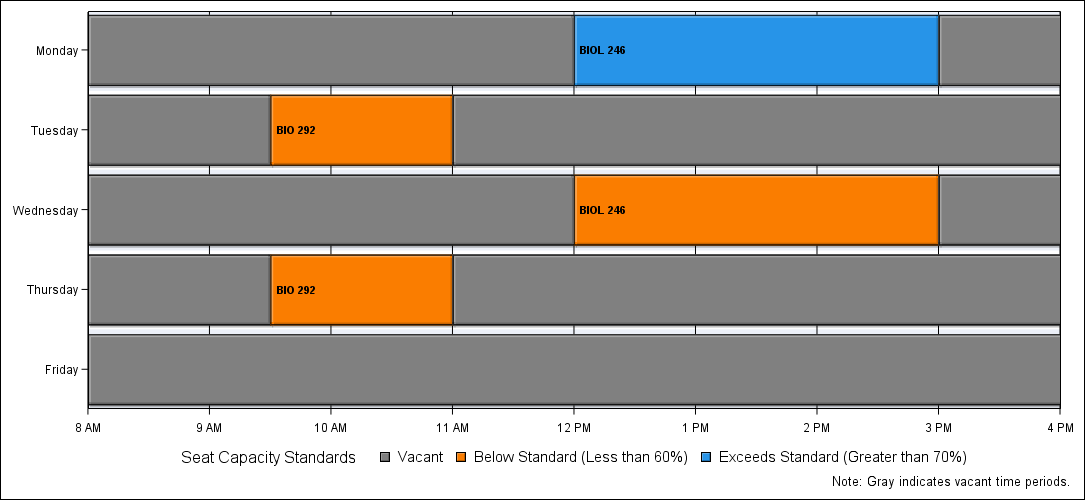 Monday
BIOL 246
Tuesday
BIO 292
Wednesday
BIOL 246
Thursday
BIO 292
Friday
8 AM 9 AM 10 AM 11 AM 12 PM 1 PM 2 PM 3 PM 4 PM
Seat Capacity Standards Vacant Below Standard (Less than 60%) Exceeds Standard (Greater than 70%)
Note: Gray indicates vacant time periods.